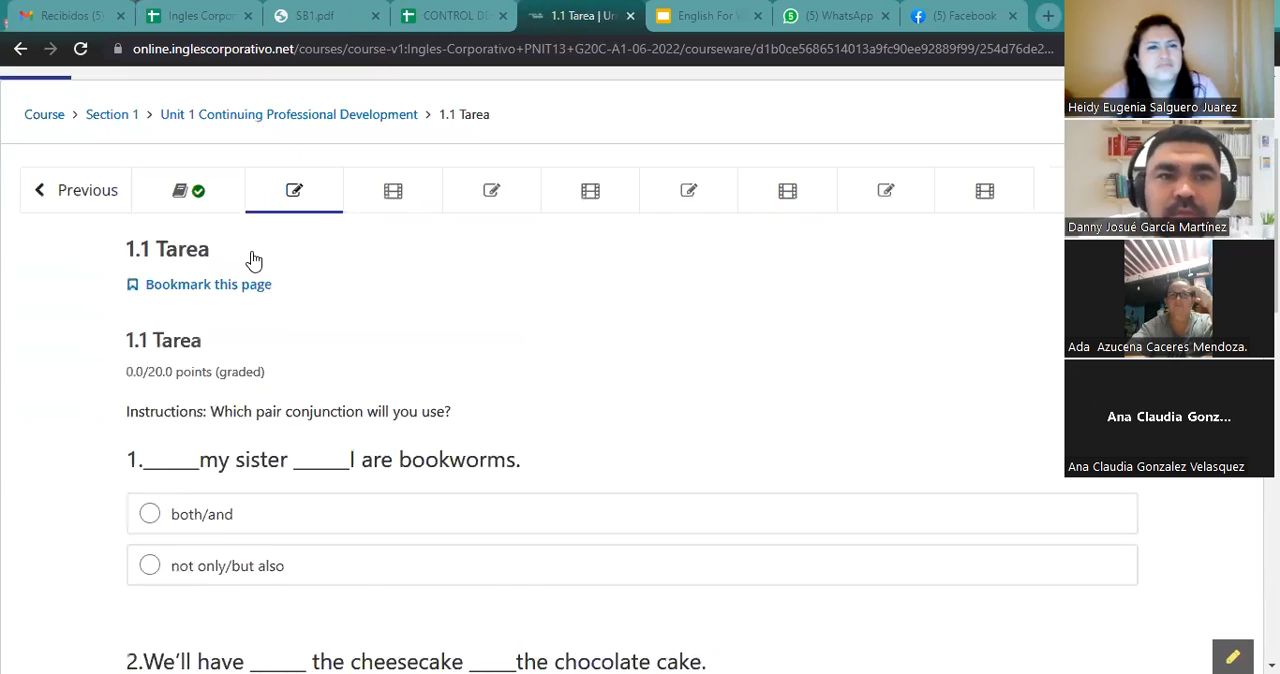 Recibidos (5)
Ingles Corpor
SB1.pdf
CONTROL DE
1.1 Tarea | Un
English For W
(5) WhatsApp
(5) Facebook
online.inglescorporativo.net/courses/course-v1:Ingles-Corporativo+PNIT13+G20C-A1-06-2022/courseware/d1b0ce5686514013a9fc90ee92889f99/254d76de2...
Heidy Eugenia Salguero Juarez
Course > Section 1 > Unit 1 Continuing Professional Development > 1.1 Tarea
Previous
Danny Josué García Martínez
1.1 Tarea
Bookmark this page
1.1 Tarea
Ada Azucena Caceres Mendoza.
0.0/20.0 points (graded)
Instructions: Which pair conjunction will you use?
Ana Claudia Gonz...
1._____my sister _____I are bookworms.
Ana Claudia Gonzalez Velasquez
both/and
not only/but also
2.We'll have _____ the cheesecake ____the chocolate cake.